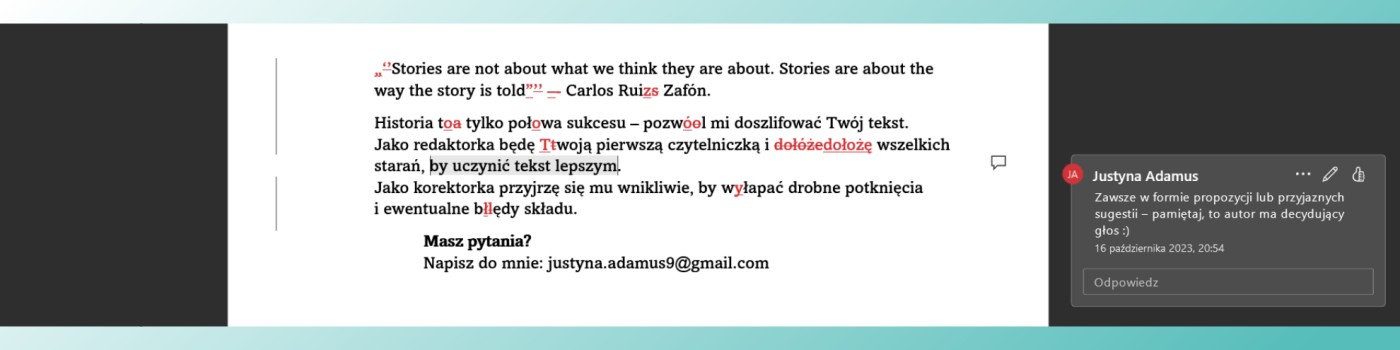 „‘’Stories are not about what we think they are about. Stories are about the
way the story is told”’’ — Carlos Ruizs Zafón.
Historia toa tylko połowa sukcesu – pozwóol mi doszlifować Twój tekst.
Jako redaktorka będę Ttwoją pierwszą czytelniczką i dołóżędołożę wszelkich
starań, by uczynić tekst lepszym.
Jako korektorka przyjrzę się mu wnikliwie, by wyłapać drobne potknięcia
i ewentualne błlędy składu.
Masz pytania?
Napisz do mnie: justyna.adamus9@gmail.com
JA Justyna Adamus
Zawsze w formie propozycji lub przyjaznych
sugestii – pamiętaj, to autor ma decydujący
głos :)
16 października 2023, 20:54
Odpowiedz